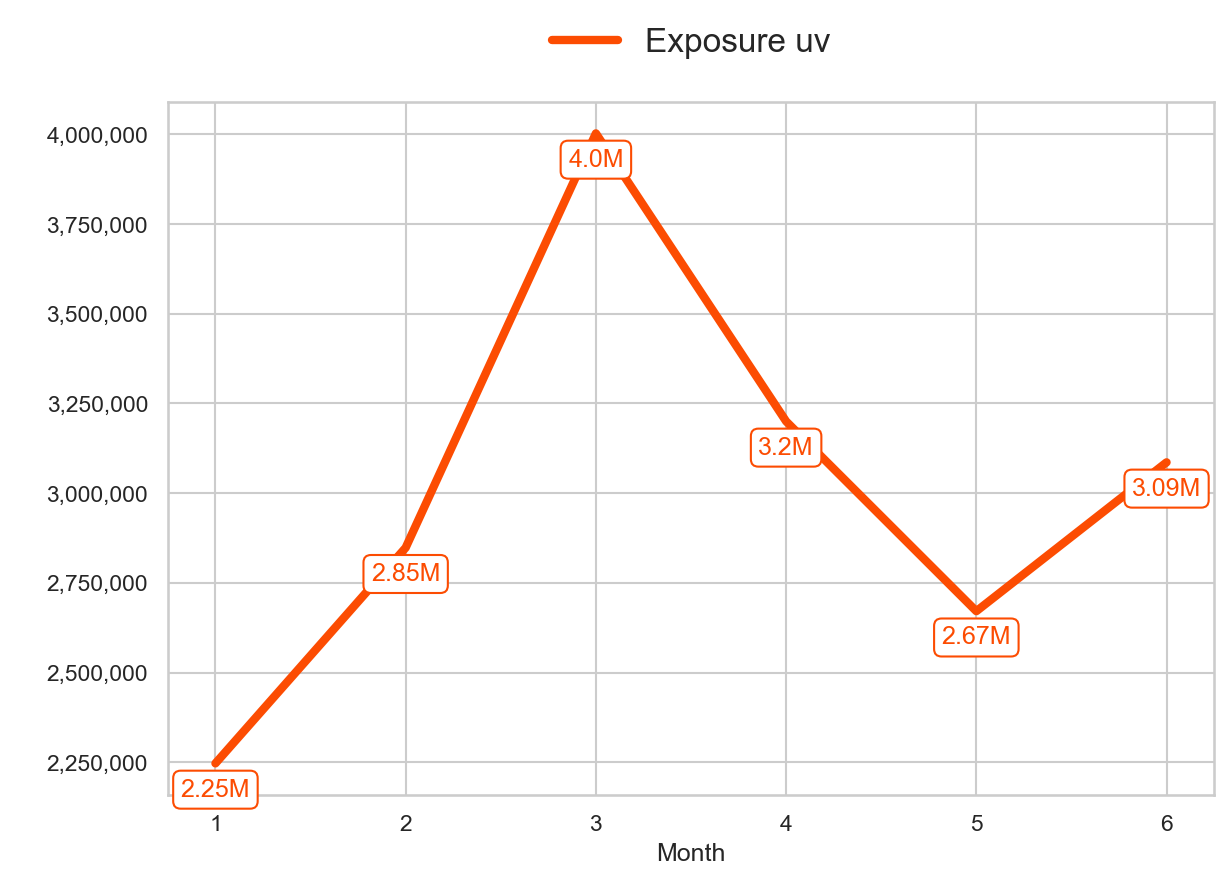 Exposure uv
4,000,000
4.0M
3,750,000
3,500,000
3,250,000
3.2M
3,000,000
3.09M
2,750,000
2.85M
2.67M
2,500,000
2,250,000
2.25M
1 2 3 4 5 6
Month